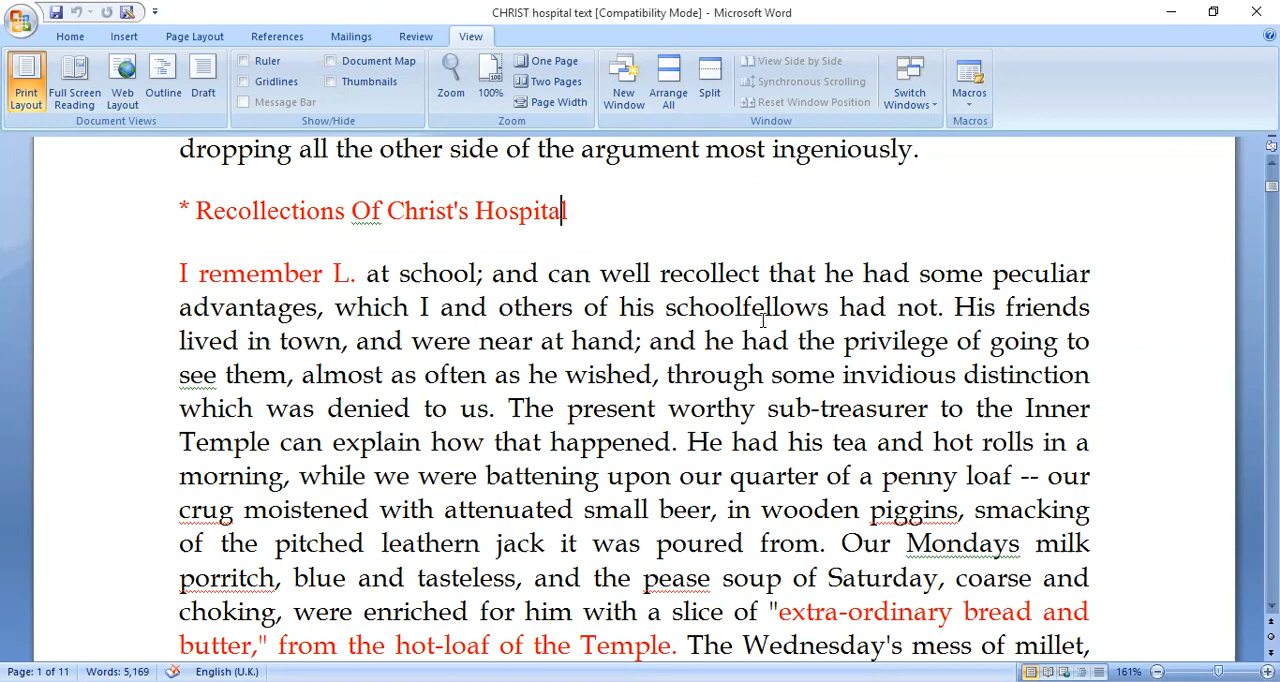 CHRIST hospital text [Compatibility Mode] - Microsoft Word
Home Insert Page Layout References Mailings Review View
Print Layout
Full Screen Reading
Web Layout
Outline
Draft
Document Views
Ruler
Gridlines
Message Bar
Document Map
Thumbnails
Show/Hide
Zoom
100%
One Page
Two Pages
Page Width
Zoom
New Window
Arrange All
Split
View Side by Side
Synchronous Scrolling
Reset Window Position
Switch Windows
Window
Macros
Macros
dropping all the other side of the argument most ingeniously.
* Recollections Of Christ's Hospital
I remember L. at school; and can well recollect that he had some peculiar
advantages, which I and others of his schoolfellows had not. His friends
lived in town, and were near at hand; and he had the privilege of going to
see them, almost as often as he wished, through some invidious distinction
which was denied to us. The present worthy sub-treasurer to the Inner
Temple can explain how that happened. He had his tea and hot rolls in a
morning, while we were battening upon our quarter of a penny loaf -- our
crug moistened with attenuated small beer, in wooden piggins, smacking
of the pitched leathern jack it was poured from. Our Mondays milk
porritch, blue and tasteless, and the pease soup of Saturday, coarse and
choking, were enriched for him with a slice of "extra-ordinary bread and
butter," from the hot-loaf of the Temple. The Wednesday's mess of millet,
Page: 1 of 11 Words: 5,169 English (U.K.) 161%